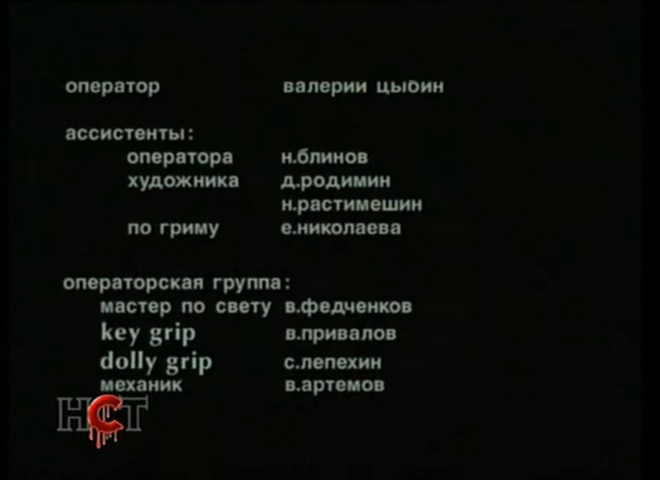 оператор валерии цыбин
ассистенты:
оператора н.блинов
художника д.родимин
н.растимешин
по гриму е.николаева
операторская группа:
мастер по свету в.федченков
key grip в.привалов
dolly grip с.лепехин
механик в.артемов
НСТ